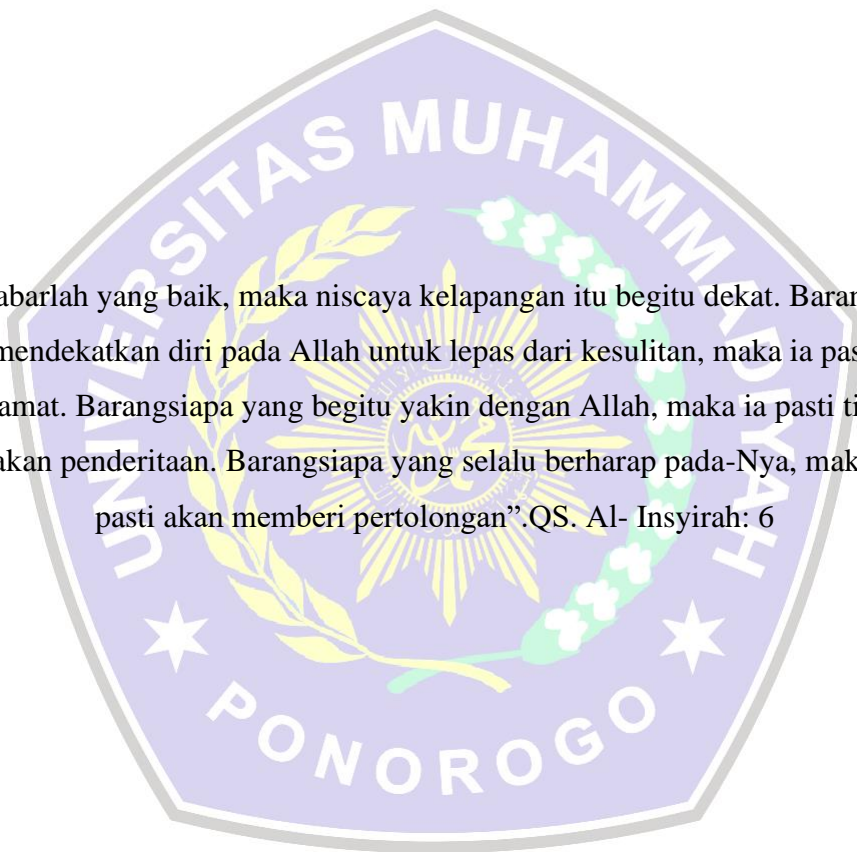 UNIVERSITAS MUHAMMADIYAH
abarlah yang baik, maka niscaya kelapangan itu begitu dekat. Baran
mendekatkan diri pada Allah untuk lepas dari kesulitan, maka ia pas
amat. Barangsiapa yang begitu yakin dengan Allah, maka ia pasti ti
akan penderitaan. Barangsiapa yang selalu berharap pada-Nya, mak
pasti akan memberi pertolongan”.QS. Al- Insyirah: 6
PONOROGO